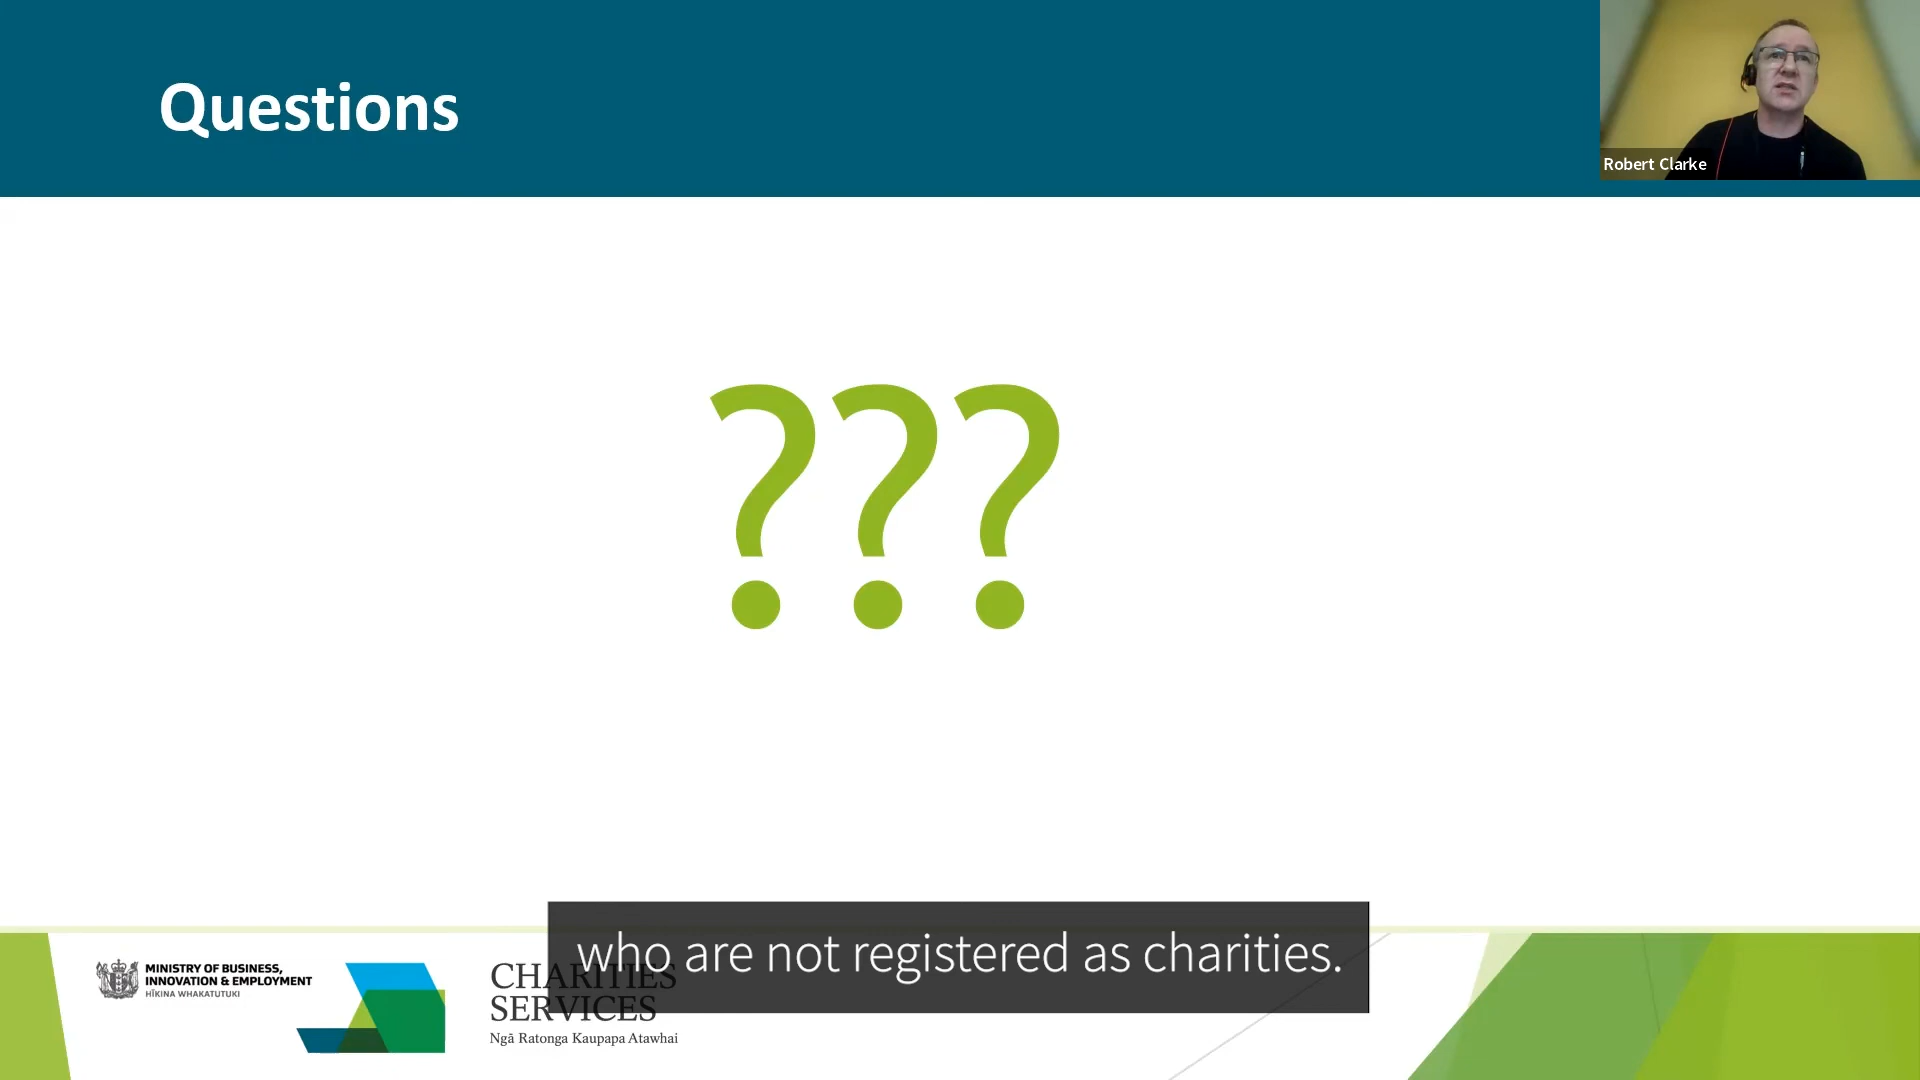 Questions
Robert Clarke
???
who are not registered as charities.
MINISTRY OF BUSINESS,
INNOVATION & EMPLOYMENT
HĪKINA WHAKATUTUKI
CHARITIES
SERVICES
Ngā Ratonga Kaupapa Atawhai